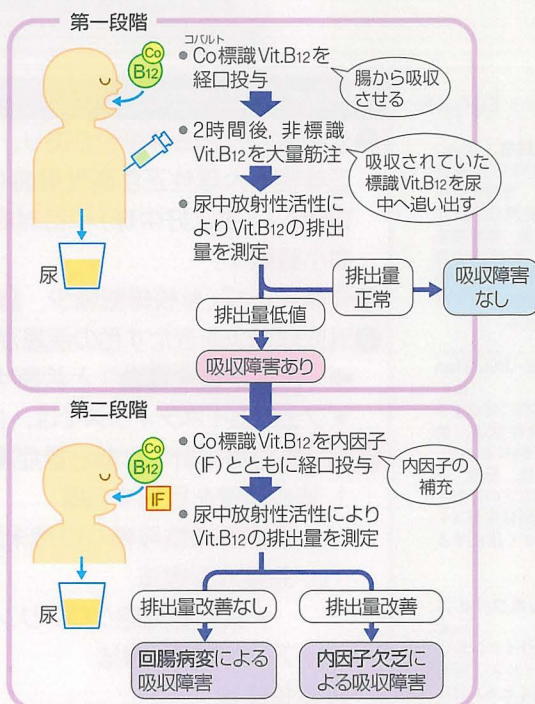 第一段階
Co
B12
コバルト
● Co標識Vit.B12を
経口投与
腸から吸収
させる
● 2時間後, 非標識
Vit.B12を大量筋注
吸収されていた
標識Vit.B12を尿
中へ追い出す
● 尿中放射性活性に
よりVit.B12の排出
量を測定
尿
排出量
正常
吸収障害
なし
排出量低値
吸収障害あり
第二段階
Co
B12
IF
● Co標識Vit.B12を内因子
(IF)とともに経口投与
内因子の
補充
● 尿中放射性活性により
Vit.B12の排出量を測定
尿
排出量改善なし
排出量改善
回腸病変による
吸収障害
内因子欠乏に
よる吸収障害